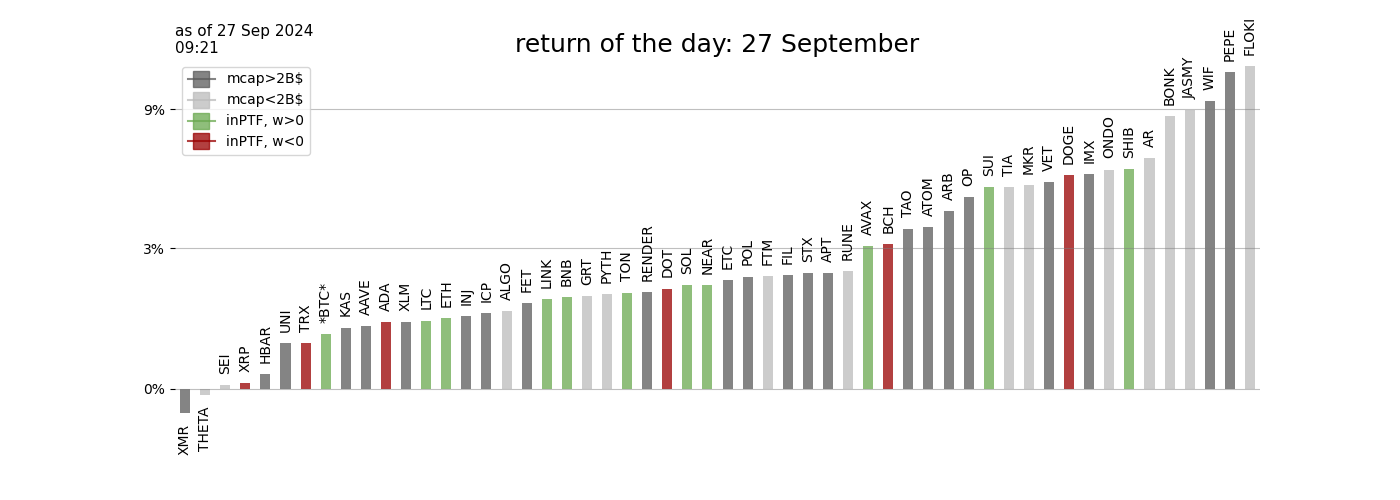 as of 27 Sep 2024
09:21
return of the day: 27 September
mcap>2B$
mcap<2B$
inPTF, w>0
inPTF, w<0
9%
3%
0%
XMR
THETA
SEI
XRP
HBAR
UNI
TRX
*BTC*
KAS
AAVE
ADA
XLM
LTC
ETH
INJ
ICP
ALGO
FET
LINK
BNB
GRT
PYTH
TON
RENDER
DOT
SOL
NEAR
ETC
POL
FTM
FIL
STX
APT
RUNE
AVAX
BCH
TAO
ATOM
ARB
OP
SUI
TIA
MKR
VET
DOGE
IMX
ONDO
SHIB
AR
BONK
JASMY
WIF
PEPE
FLOKI